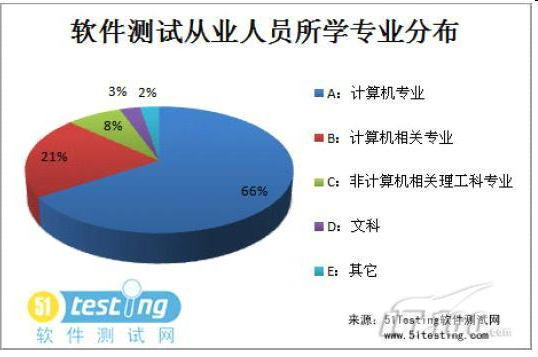 软件测试从业人员所学专业分布
3%
2%
8%
21%
66%
A：计算机专业
B：计算机相关专业
C：非计算机相关理工科专业
D：文科
E：其它
51testing
软件测试网
来源：51Testing软件测试网
www.51testing.com